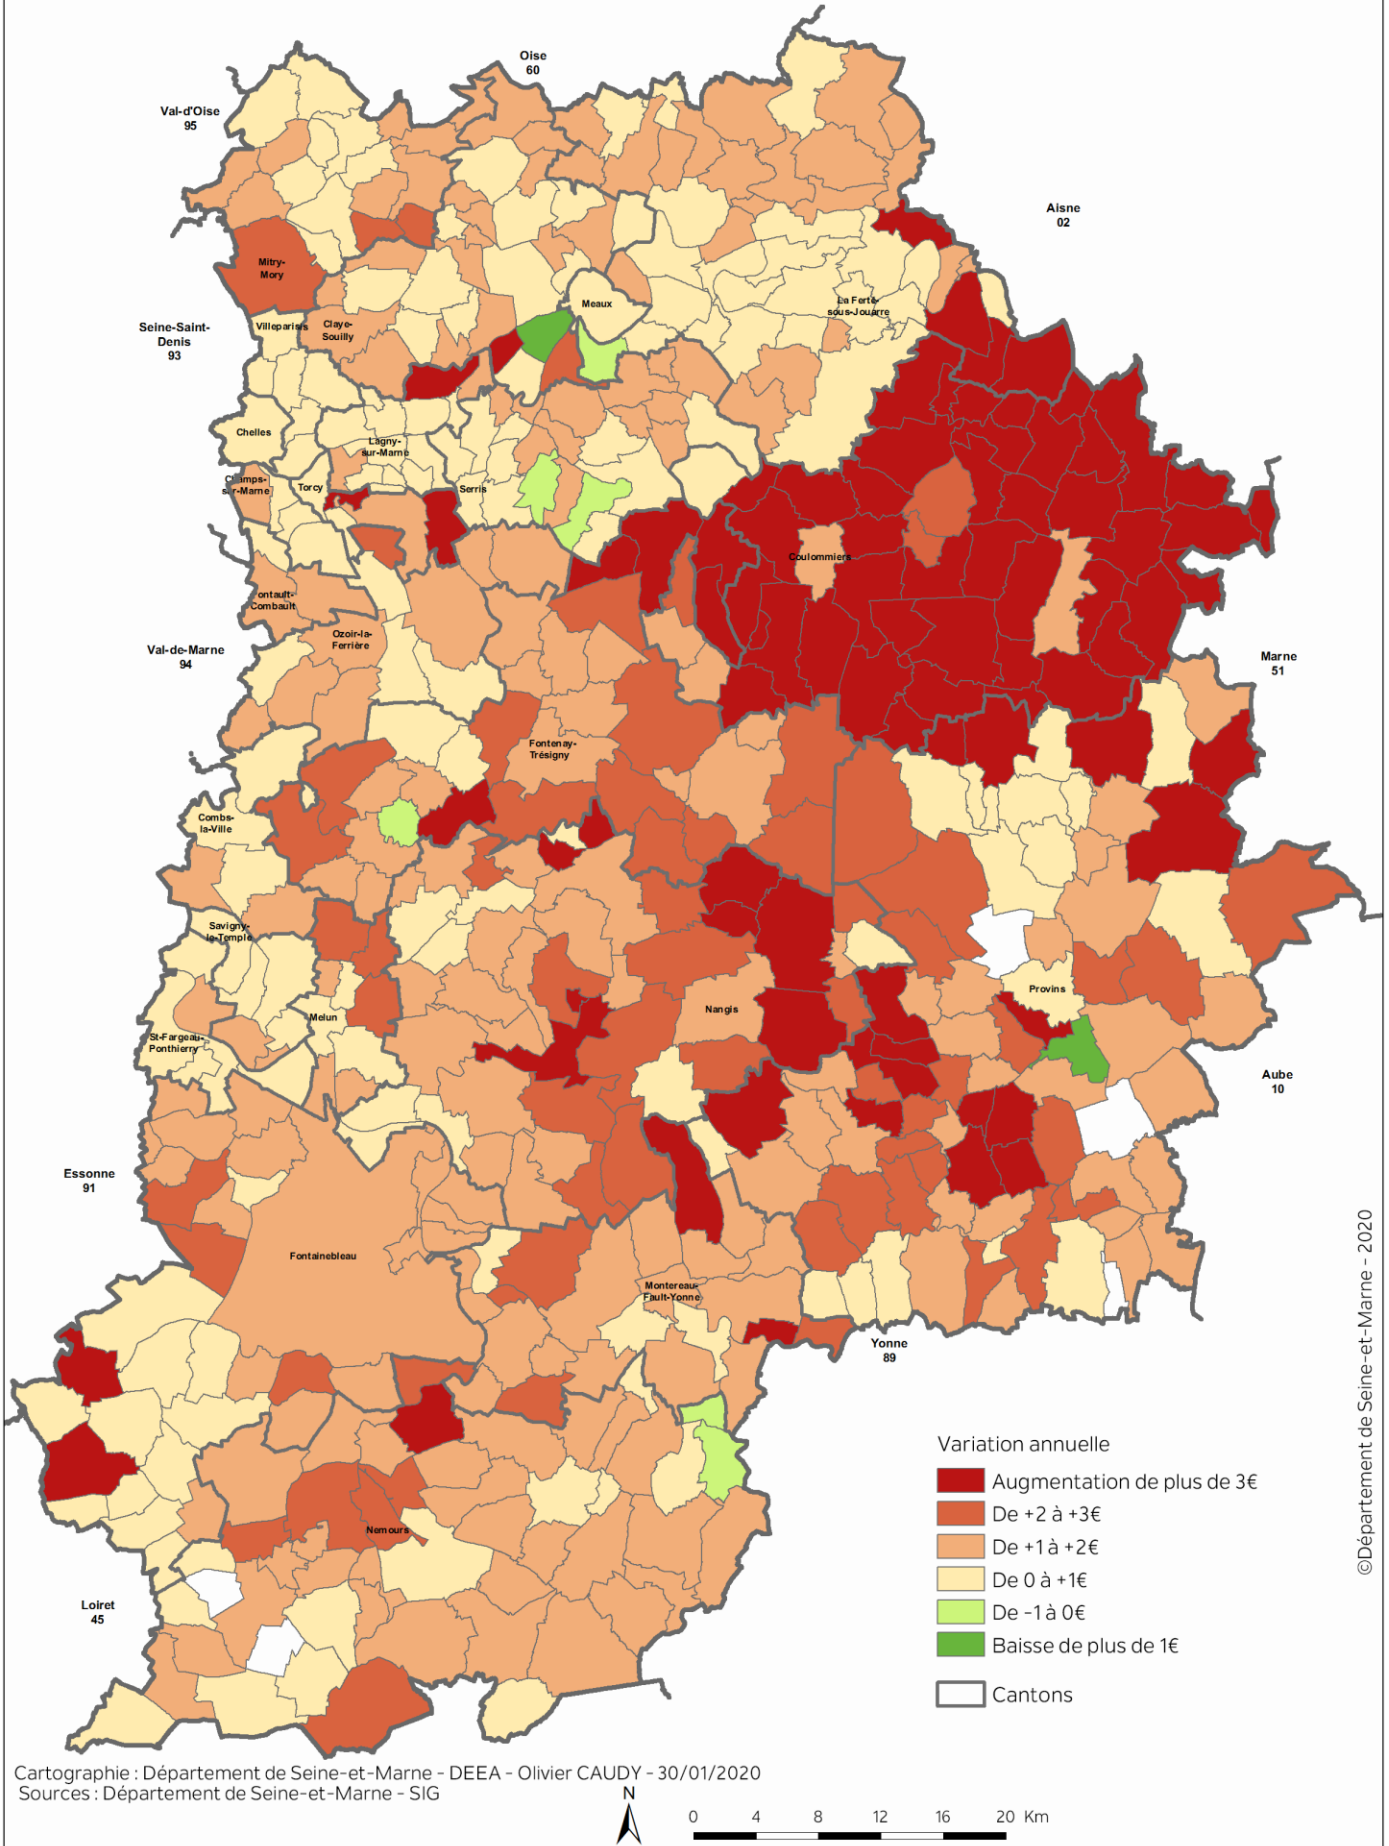 Oise
60
Val-d'Oise
95
Aisne
02
Mitry-
Mory
Meaux
La Ferté-
sous-Jouarre
Seine-Saint-
Denis
93
Villeparisis
Claye-
Souilly
Chelles
Lagny-
sur-Marne
Champs-
sur-Marne
Torcy
Serris
Coulommiers
Pontault-
Combault
Ozoir-la-
Ferrière
Val-de-Marne
94
Marne
51
Fontenay-
Trésigny
Combs-
la-Ville
Savigny-
le-Temple
Provins
Nangis
Melun
St-Fargeau-
Ponthierry
Aube
10
Essonne
91
Fontainebleau
Montereau-
Fault-Yonne
Yonne
89
Nemours
Loiret
45
Variation annuelle
Augmentation de plus de 3€
De +2 à +3€
De +1 à +2€
De 0 à +1€
De -1 à 0€
Baisse de plus de 1€
Cantons
©Département de Seine-et-Marne - 2020
Cartographie : Département de Seine-et-Marne - DEEA - Olivier CAUDY - 30/01/2020
Sources : Département de Seine-et-Marne - SIG
N
0 4 8 12 16 20 Km